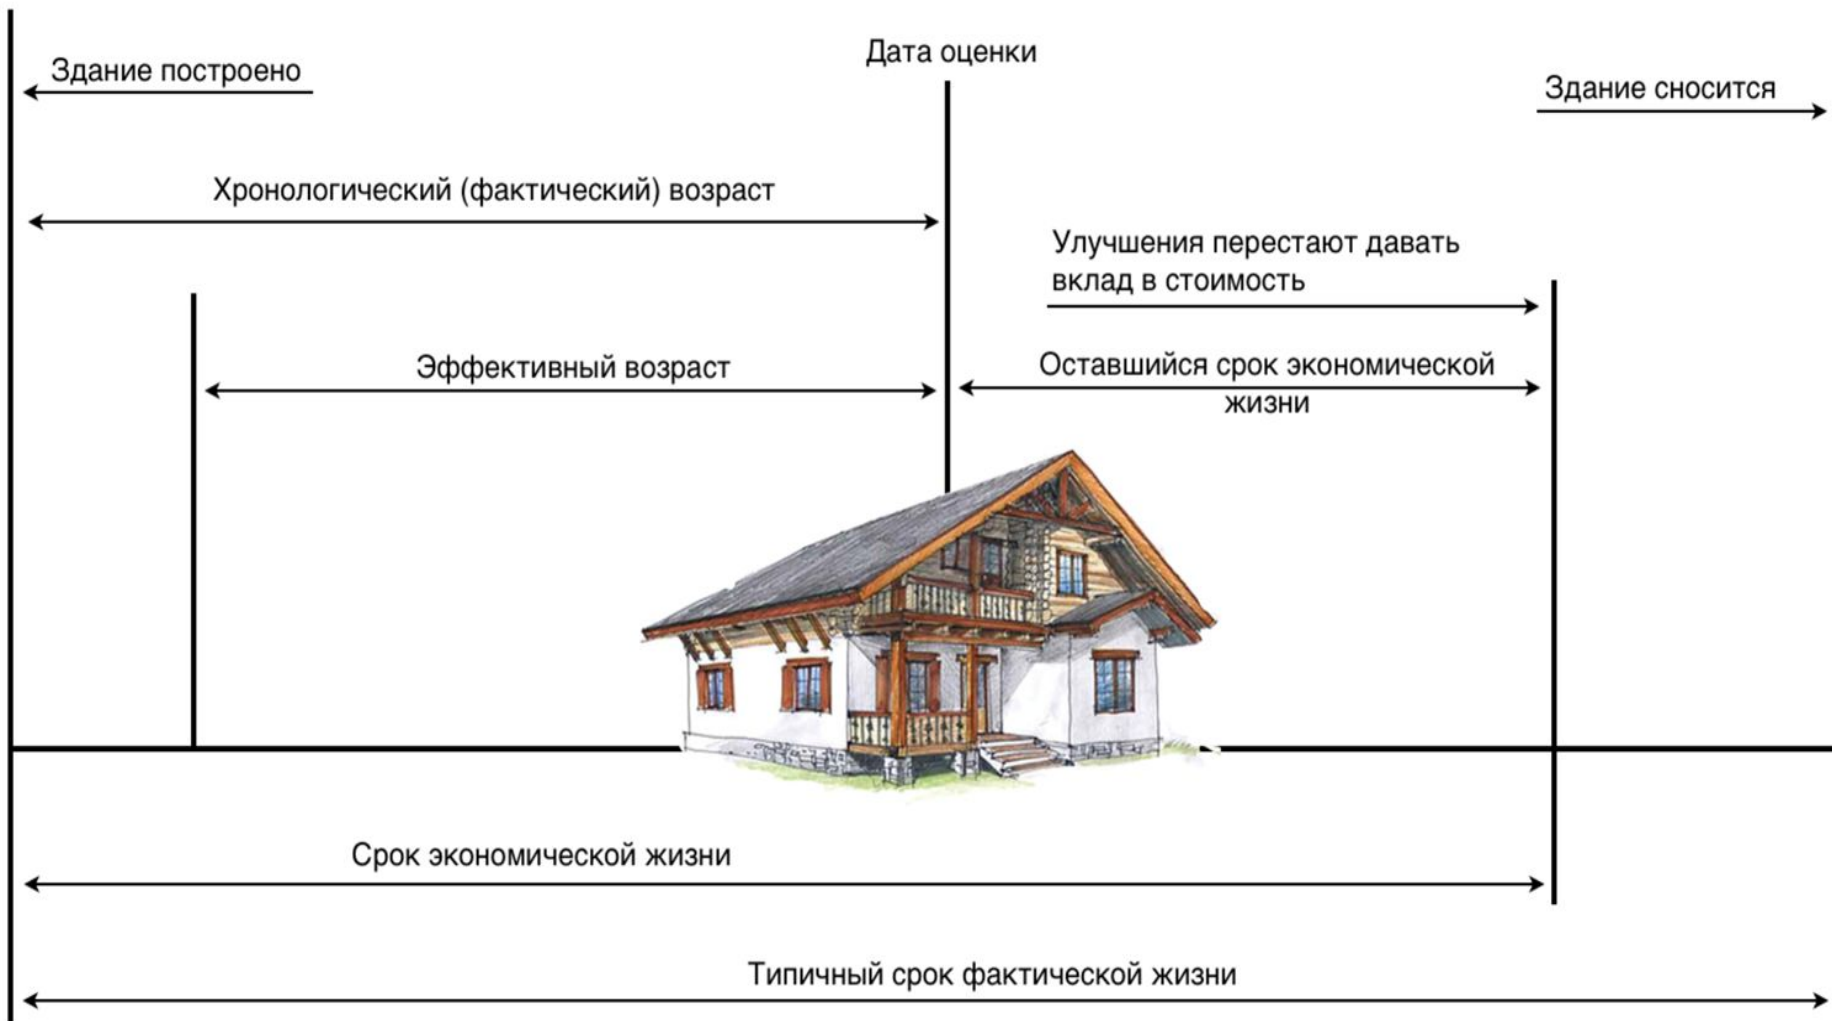 Дата оценки
Здание построено
Здание сносится
Хронологический (фактический) возраст
Улучшения перестают давать
вклад в стоимость
Эффективный возраст
Оставшийся срок экономической
жизни
Срок экономической жизни
Типичный срок фактической жизни